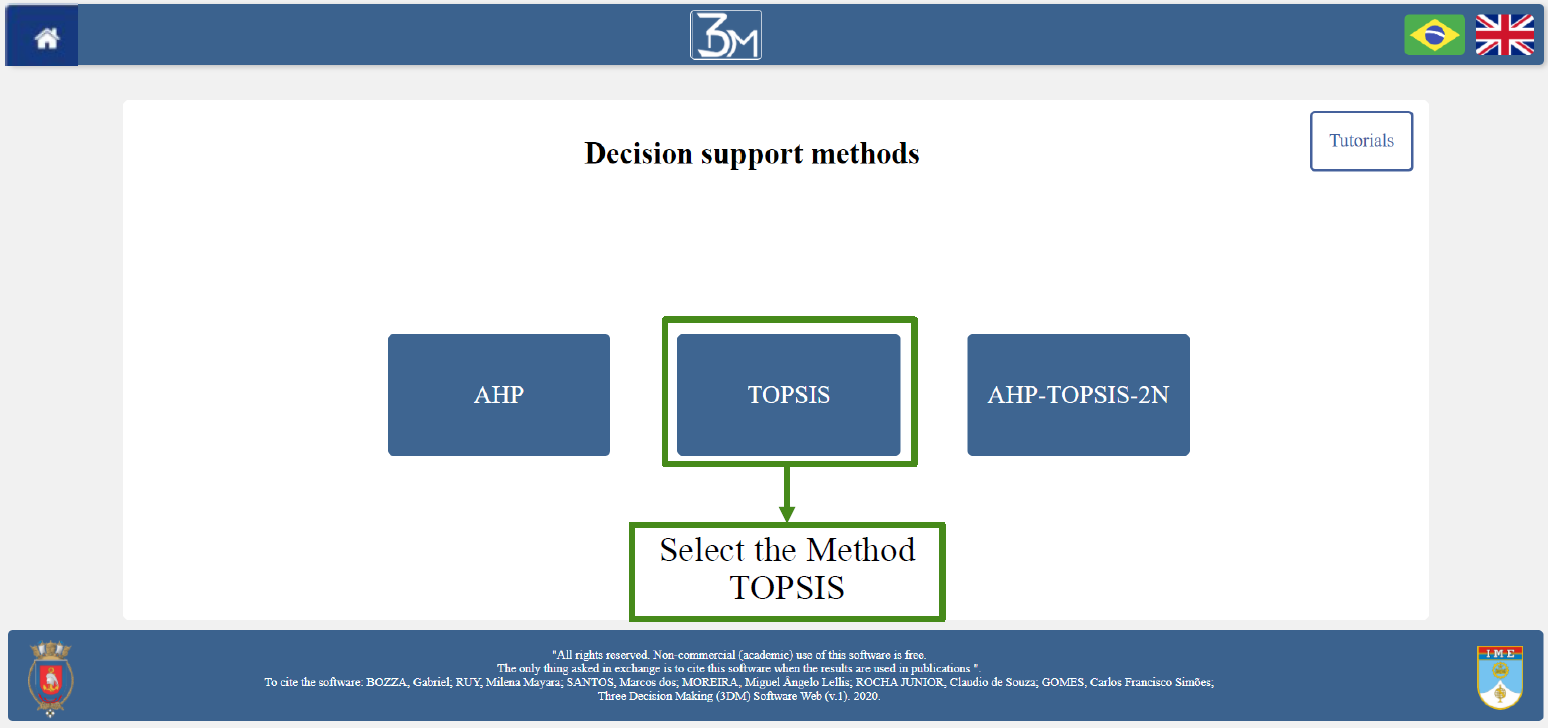 3DM
Tutorials
Decision support methods
AHP
TOPSIS
AHP-TOPSIS-2N
Select the Method
TOPSIS
"All rights reserved. Non-commercial (academic) use of this software is free.
The only thing asked in exchange is to cite this software when the results are used in publications ".
To cite the software: BOZZA, Gabriel; RUY, Milena Mayara; SANTOS, Marcos dos; MOREIRA, Miguel Ângelo Lellis; ROCHA JUNIOR, Claudio de Souza; GOMES, Carlos Francisco Simões;
Three Decision Making (3DM) Software Web (v.1). 2020.
I·M·E